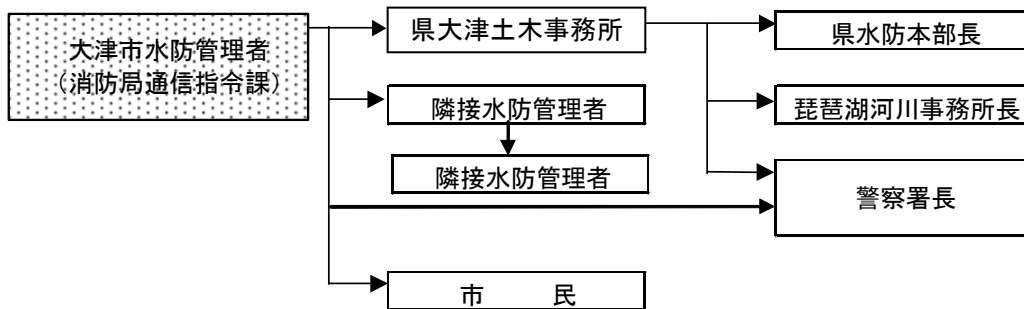 大津市水防管理者
（消防局通信指令課）
県大津土木事務所
県水防本部長
隣接水防管理者
琵琶湖河川事務所長
隣接水防管理者
警察署長
市　　民